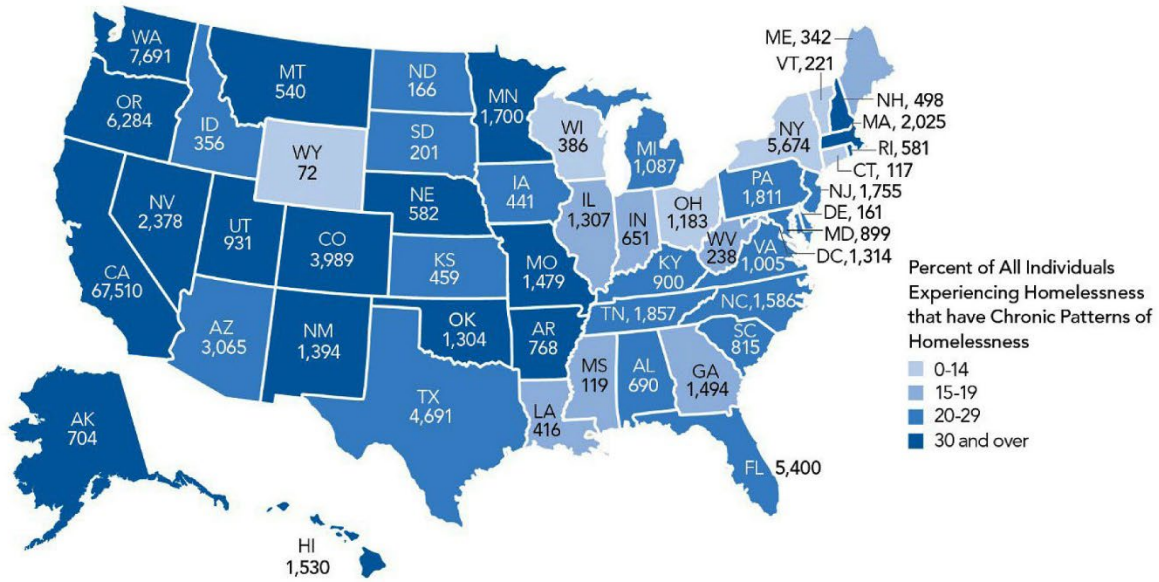 WA
7,691
OR
6,284
CA
67,510
ID
356
NV
2,378
MT
540
WY
72
UT
931
AZ
3,065
CO
3,989
NM
1,394
ND
166
SD
201
NE
582
KS
459
OK
1,304
TX
4,691
MN
1,700
IA
441
MO
1,479
AR
768
LA
416
WI
386
IL
1,307
MS
119
MI
1,087
IN
651
OH
1,183
KY
900
TN, 1,857
AL
690
GA
1,494
FL 5,400
SC
815
NC, 1,586
WV
238
VA
1,005
PA
1,811
NY
5,674
ME, 342
VT, 221
NH, 498
MA, 2,025
RI, 581
CT, 117
NJ, 1,755
DE, 161
MD, 899
DC, 1,314
AK
704
HI
1,530
Percent of All Individuals
Experiencing Homelessness
that have Chronic Patterns of
Homelessness
0-14
15-19
20-29
30 and over